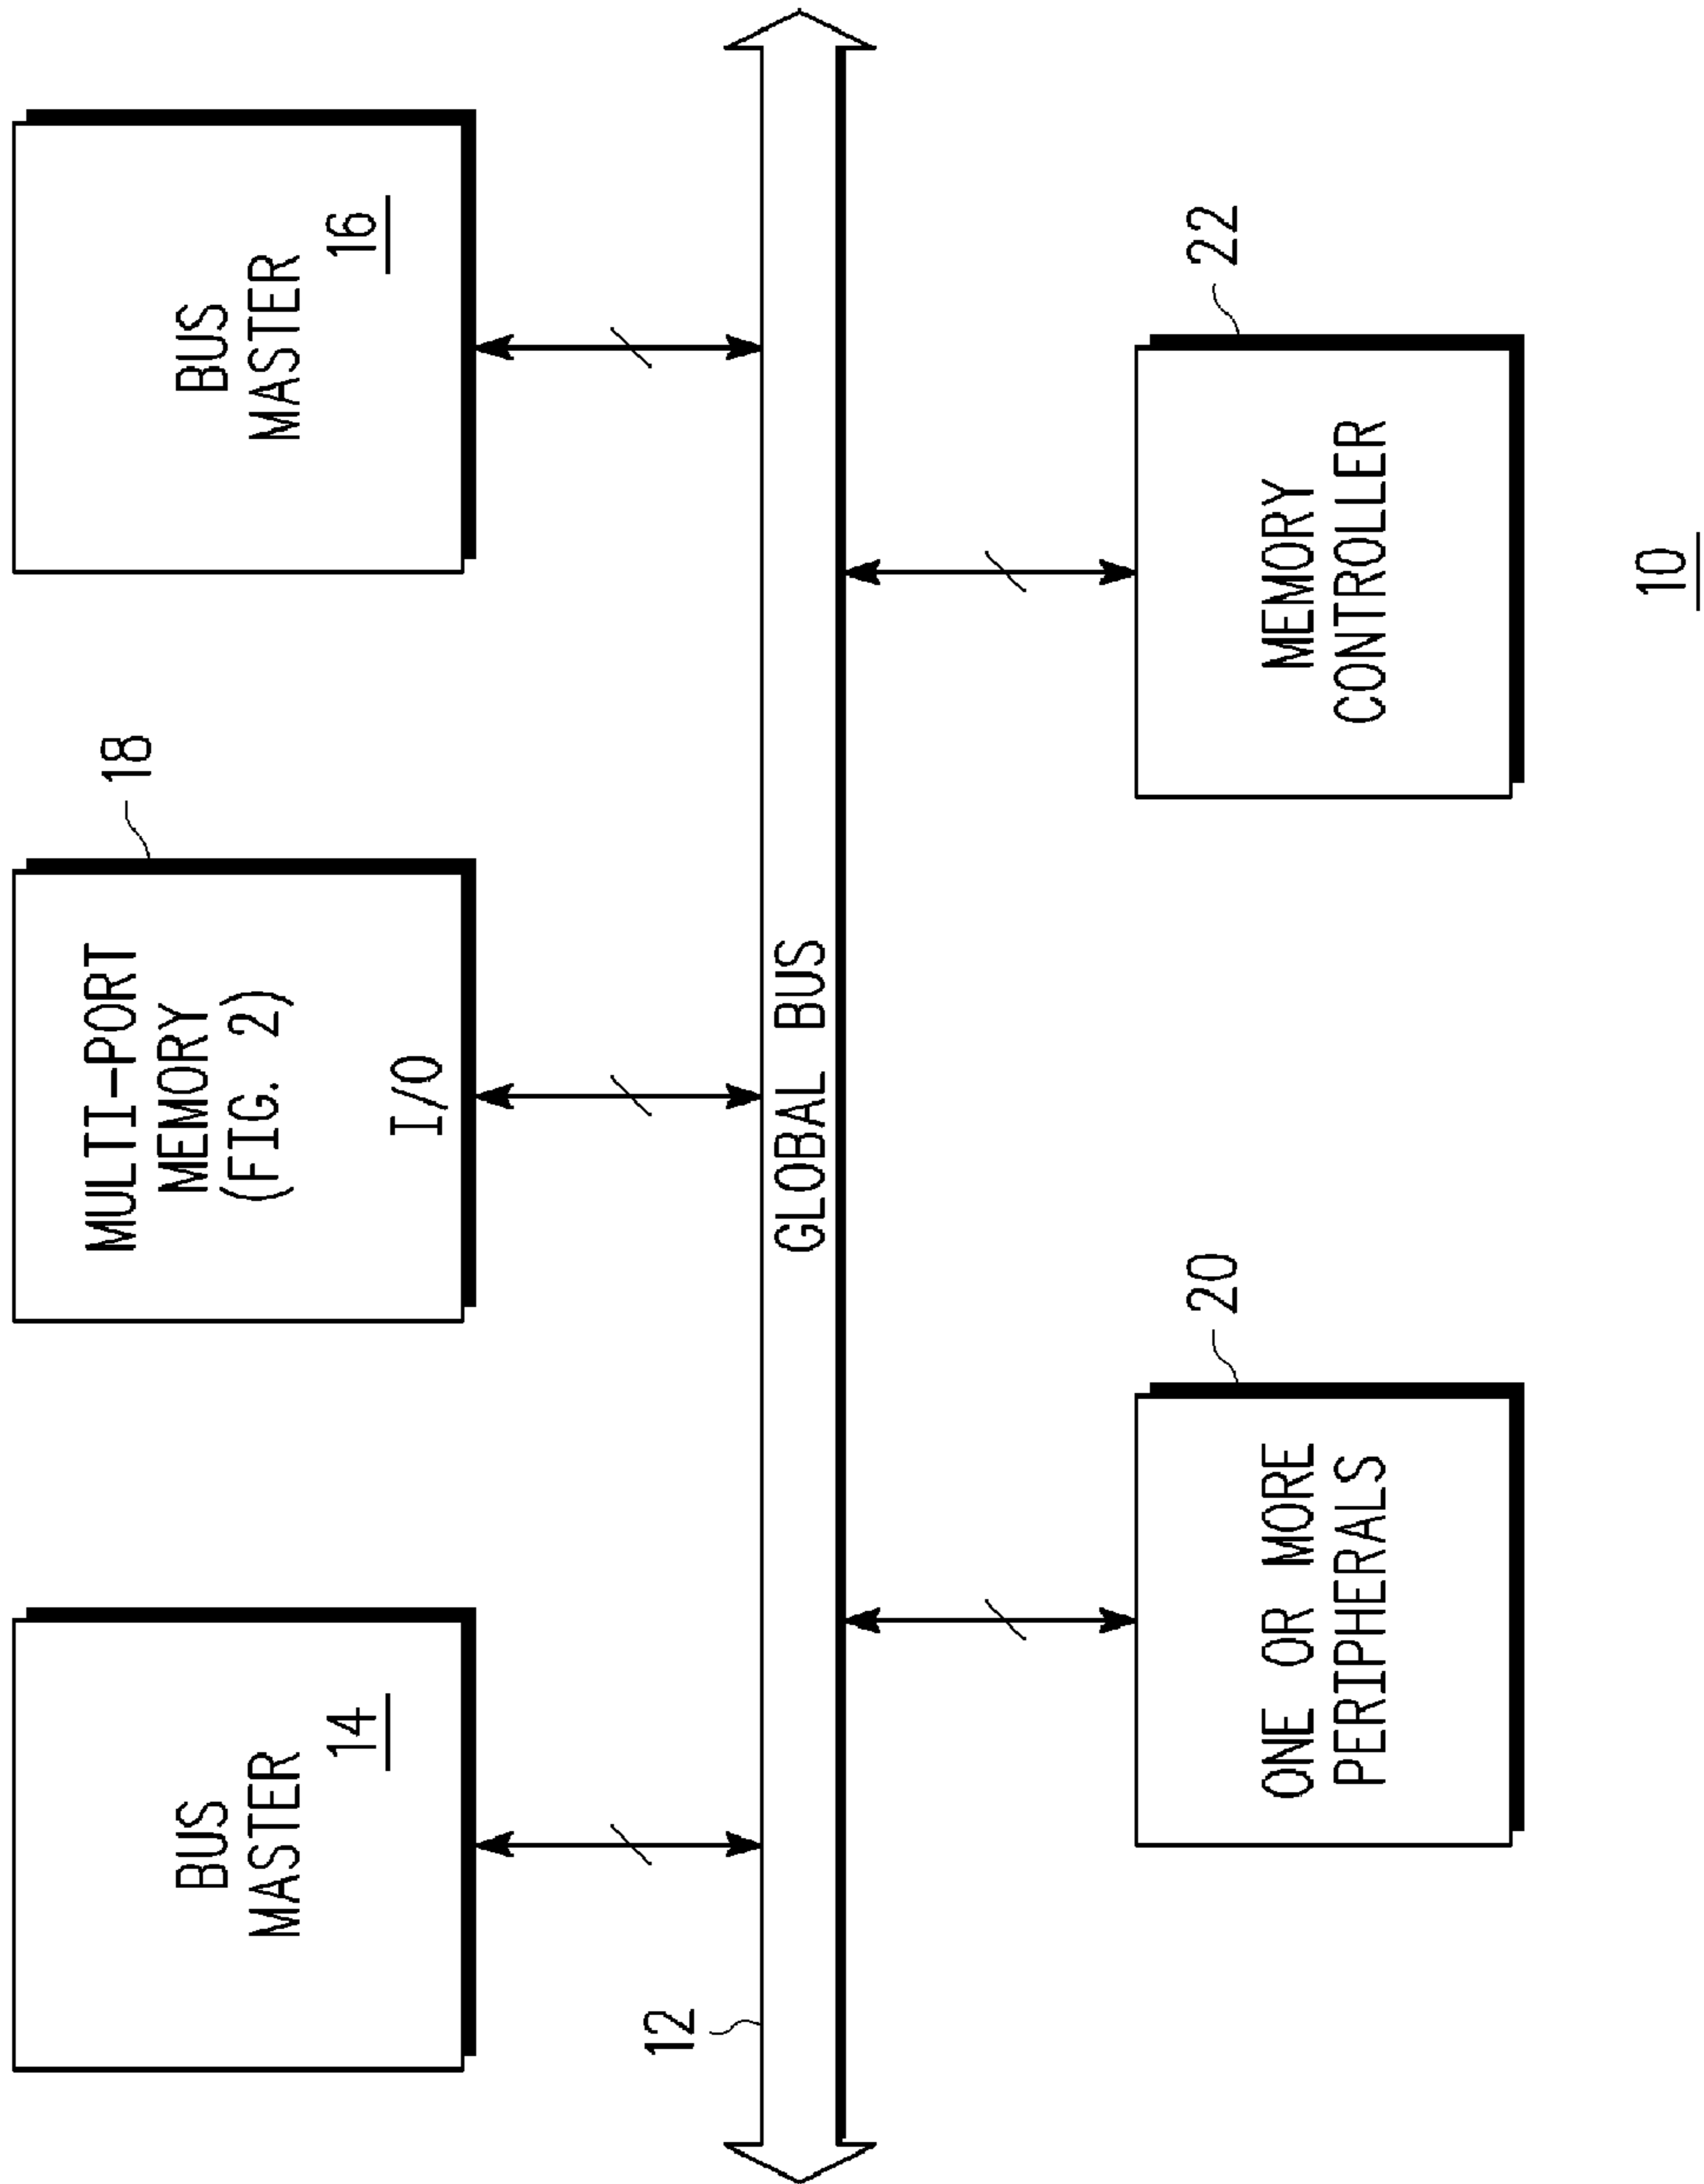 BUS
MASTER
14
MULTI-PORT
MEMORY
(FIG. 2)
I/O
18
BUS
MASTER
16
12
GLOBAL BUS
20
ONE OR MORE
PERIPHERALS
22
MEMORY
CONTROLLER
10